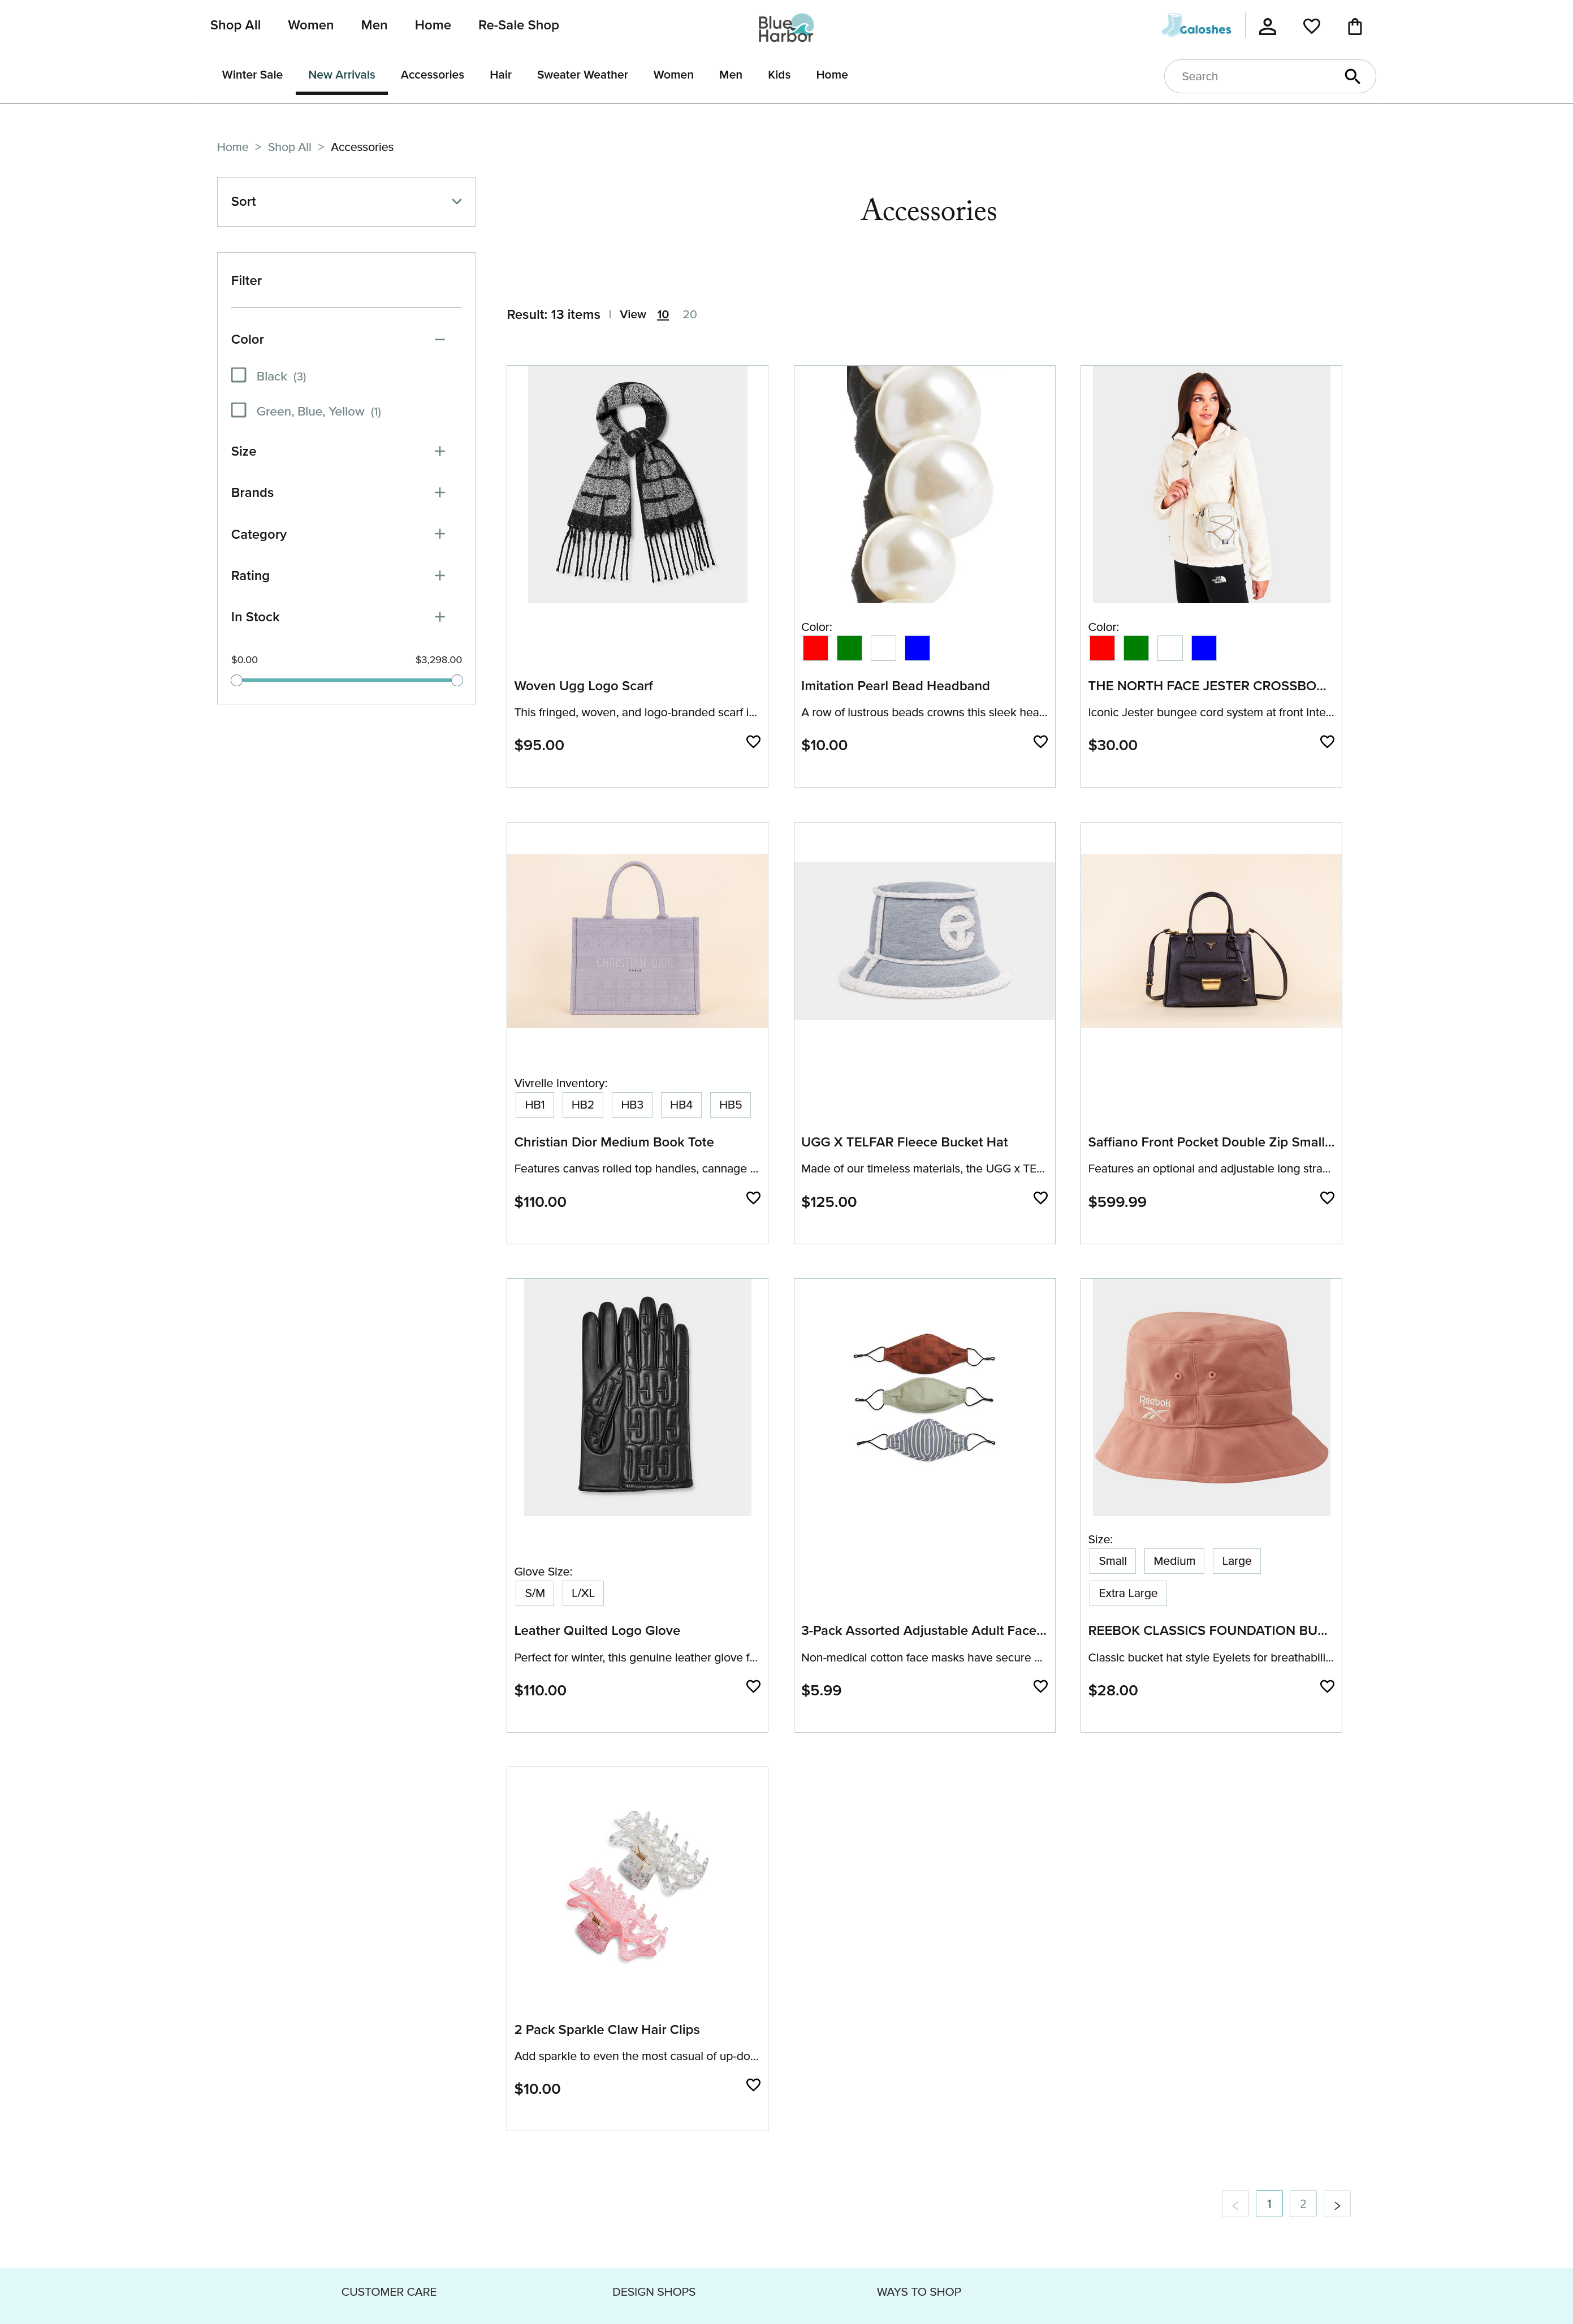 Shop All Women Men Home Re-Sale Shop
Blue Harbor
Galoshes
Winter Sale New Arrivals Accessories Hair Sweater Weather Women Men Kids Home
Search
Home > Shop All > Accessories
Sort
Accessories
Filter
Result: 13 items | View 10 20
Color
Black (3)
Green, Blue, Yellow (1)
Size
Brands
Category
Rating
In Stock
$0.00 $3,298.00
Color:
Color:
Woven Ugg Logo Scarf
This fringed, woven, and logo-branded scarf i...
$95.00
Imitation Pearl Bead Headband
A row of lustrous beads crowns this sleek hea...
$10.00
THE NORTH FACE JESTER CROSSBO...
Iconic Jester bungee cord system at front Inte...
$30.00
CHRISTIAN DIOR
PARIS
Vivrelle Inventory:
HB1 HB2 HB3 HB4 HB5
Christian Dior Medium Book Tote
Features canvas rolled top handles, cannage ...
$110.00
UGG X TELFAR Fleece Bucket Hat
Made of our timeless materials, the UGG x TE...
$125.00
Saffiano Front Pocket Double Zip Small...
Features an optional and adjustable long stra...
$599.99
Reebok
Glove Size:
S/M L/XL
Leather Quilted Logo Glove
Perfect for winter, this genuine leather glove f...
$110.00
3-Pack Assorted Adjustable Adult Face...
Non-medical cotton face masks have secure ...
$5.99
Size:
Small Medium Large
Extra Large
REEBOK CLASSICS FOUNDATION BU...
Classic bucket hat style Eyelets for breathabili...
$28.00
2 Pack Sparkle Claw Hair Clips
Add sparkle to even the most casual of up-do...
$10.00
< 1 2 >
CUSTOMER CARE DESIGN SHOPS WAYS TO SHOP